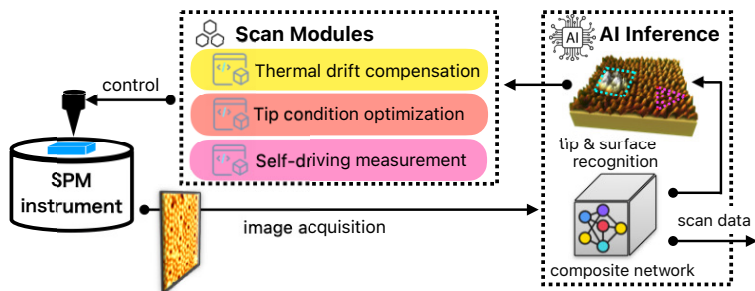 Scan Modules
Thermal drift compensation
Tip condition optimization
Self-driving measurement
control
SPM
instrument
image acquisition
AI
AI Inference
tip & surface
recognition
composite network
scan data